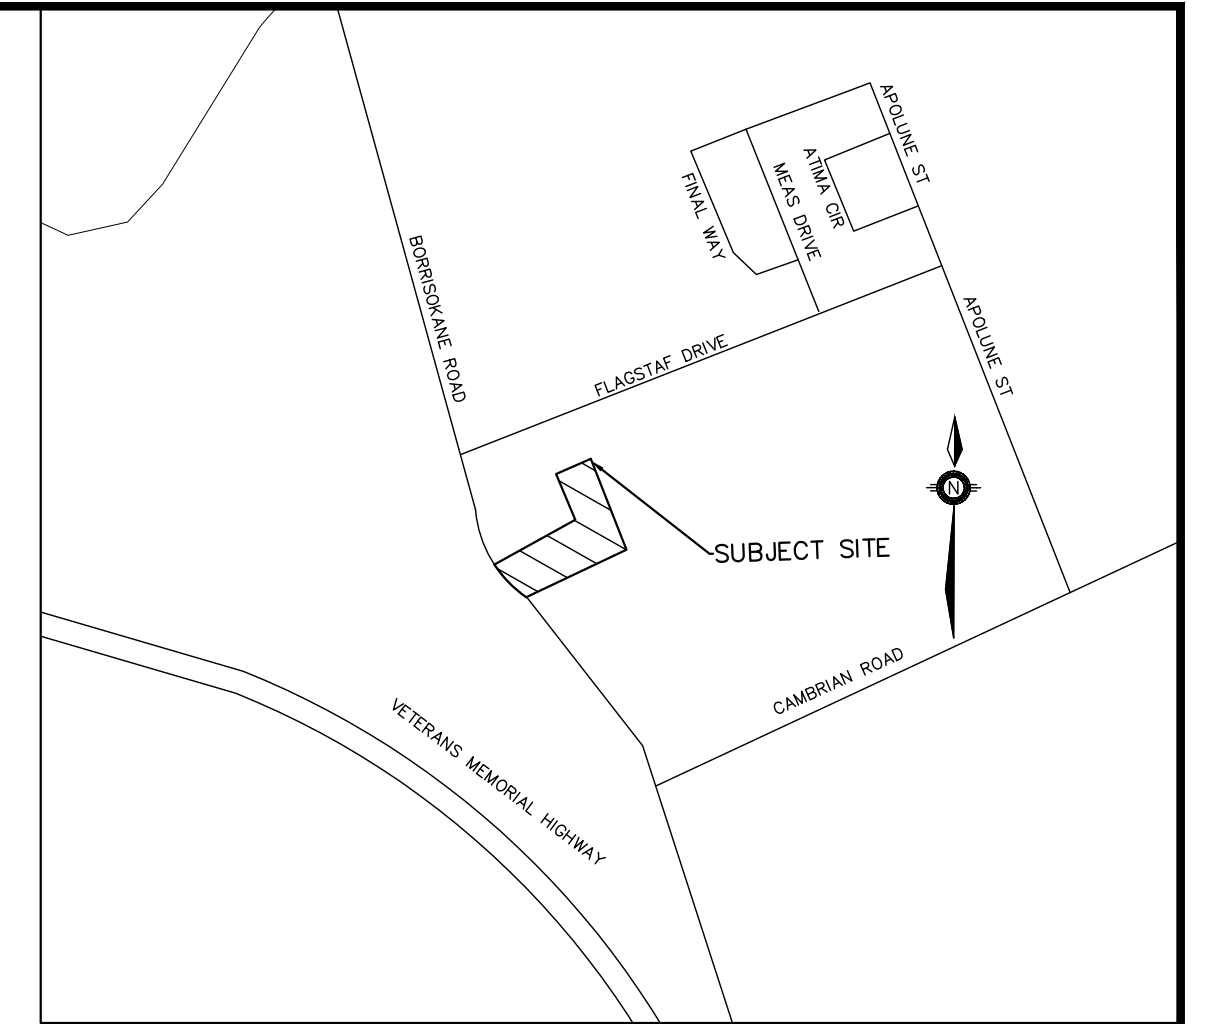 APOLUNE ST
ATIMA CIR
MEAS DRIVE
FINAL WAY
BORRISOKANE ROAD
APOLUNE ST
FLAGSTAF DRIVE
N
SUBJECT SITE
CAMBRIAN ROAD
VETERANS MEMORIAL HIGHWAY